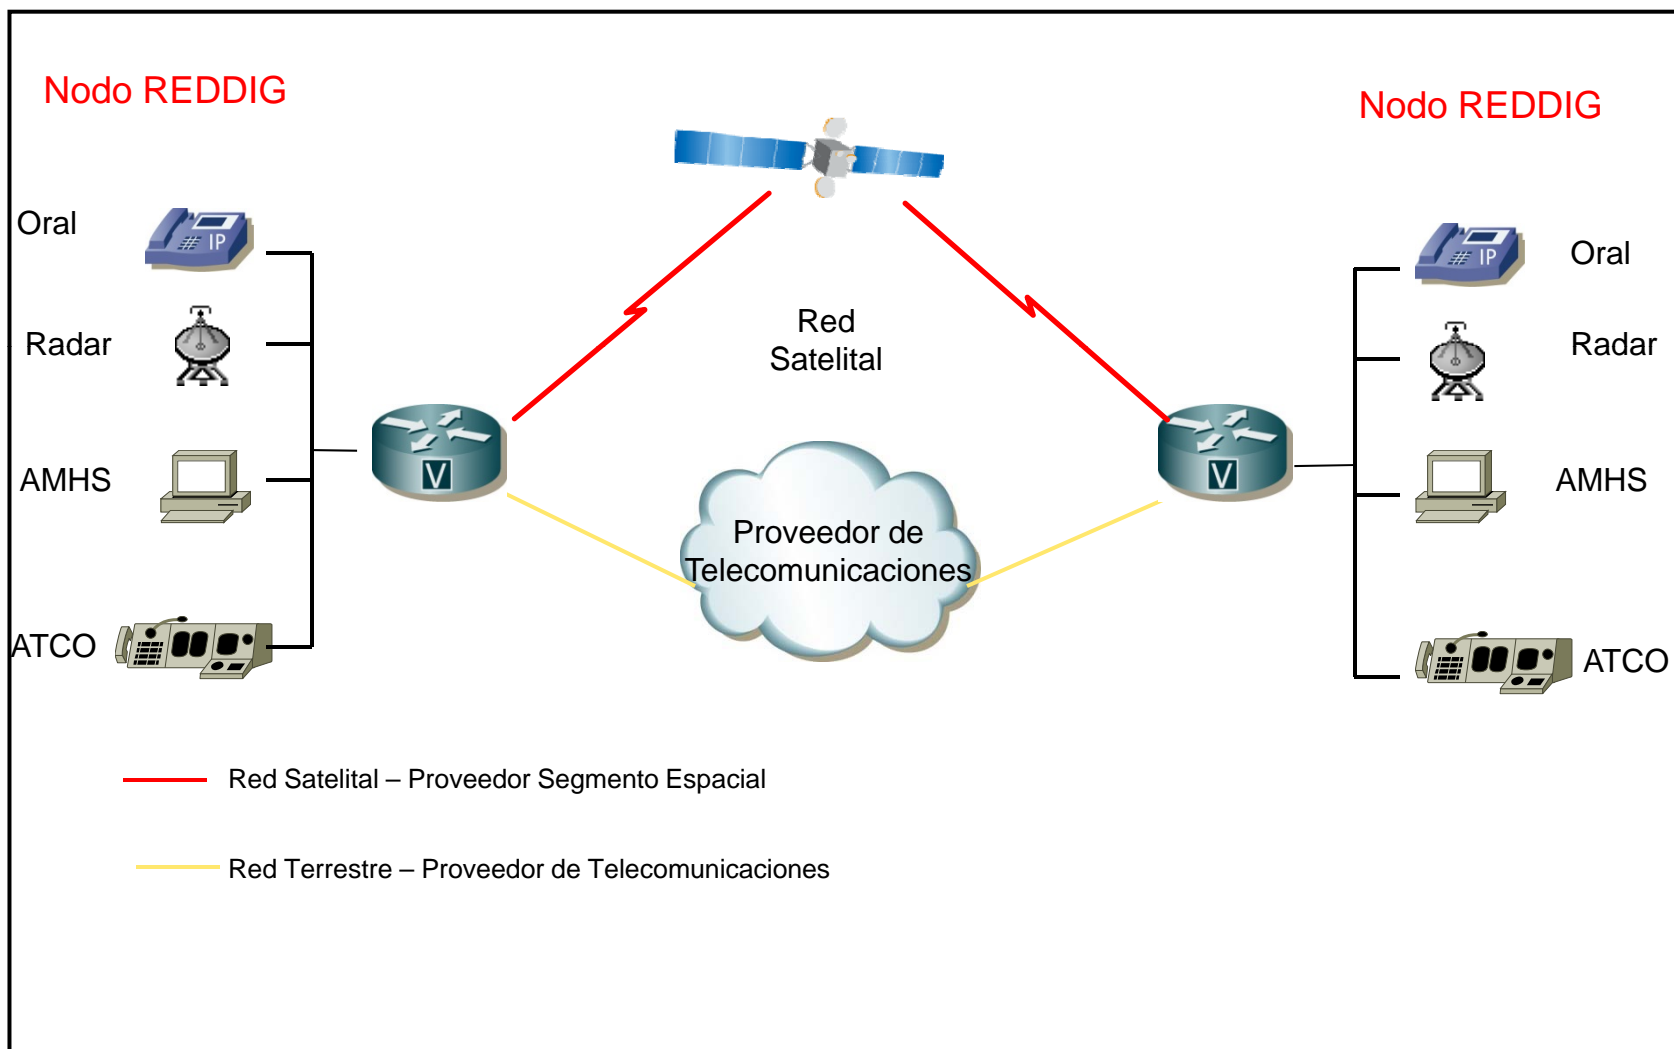 Nodo REDDIG
Nodo REDDIG
Oral
IP
Radar
AMHS
ATCO
V
Red
Satelital
Proveedor de
Telecomunicaciones
V
IP
Oral
Radar
AMHS
ATCO
Red Satelital – Proveedor Segmento Espacial
Red Terrestre – Proveedor de Telecomunicaciones